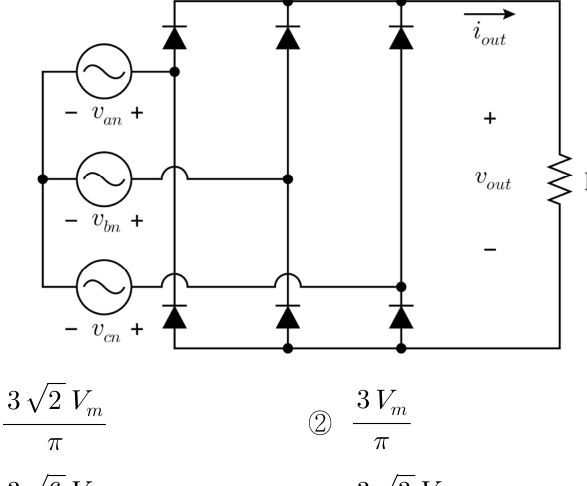 i_out
− v_an +
+
v_out
−
− v_bn +
− v_cn +
3√2 V_m / π
② 3 V_m / π